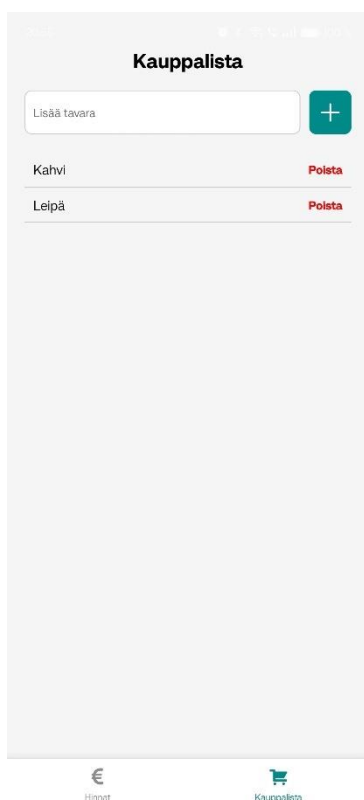 Kauppalista
Lisää tavara
Kahvi Poista
Leipä Poista
€
Hinnat Kauppalista